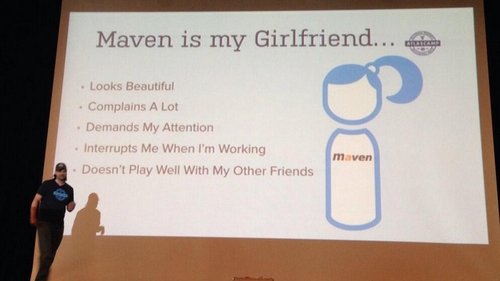 Maven is my Girlfriend...
ATLASCAMP
• Looks Beautiful
• Complains A Lot
• Demands My Attention
• Interrupts Me When I'm Working
• Doesn't Play Well With My Other Friends
maven